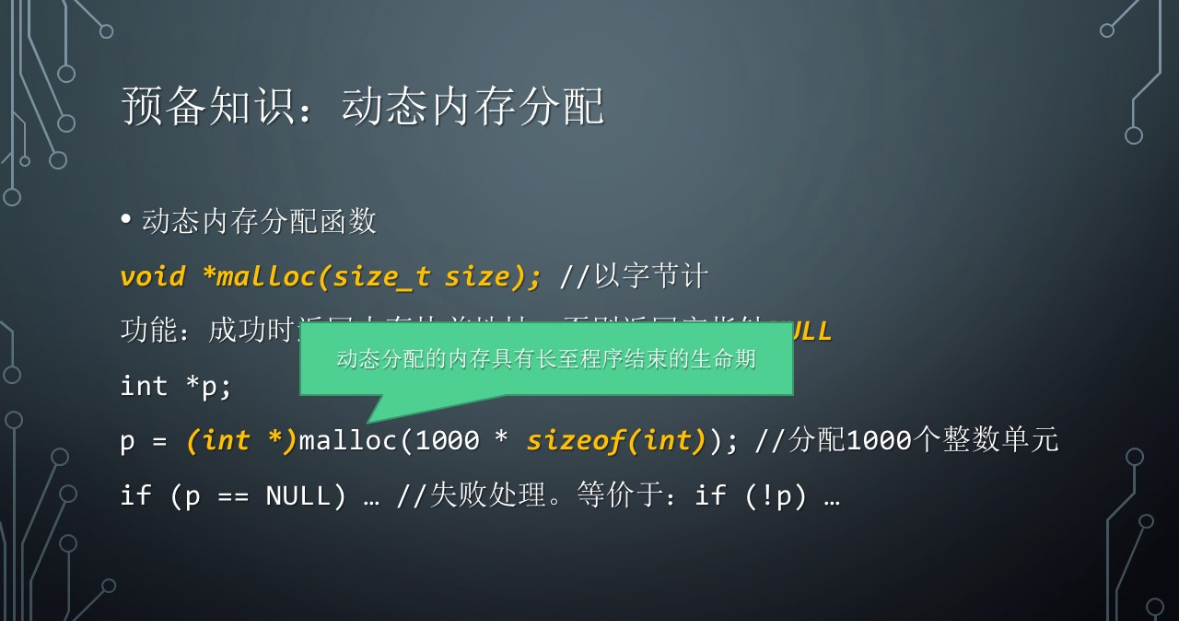 预备知识：动态内存分配
• 动态内存分配函数
void *malloc(size_t size); //以字节计
功能：成功时
ULL
动态分配的内存具有长至程序结束的生命期
int *p;
p = (int *)malloc(1000 * sizeof(int)); //分配1000个整数单元
if (p == NULL) … //失败处理。等价于：if (!p) …